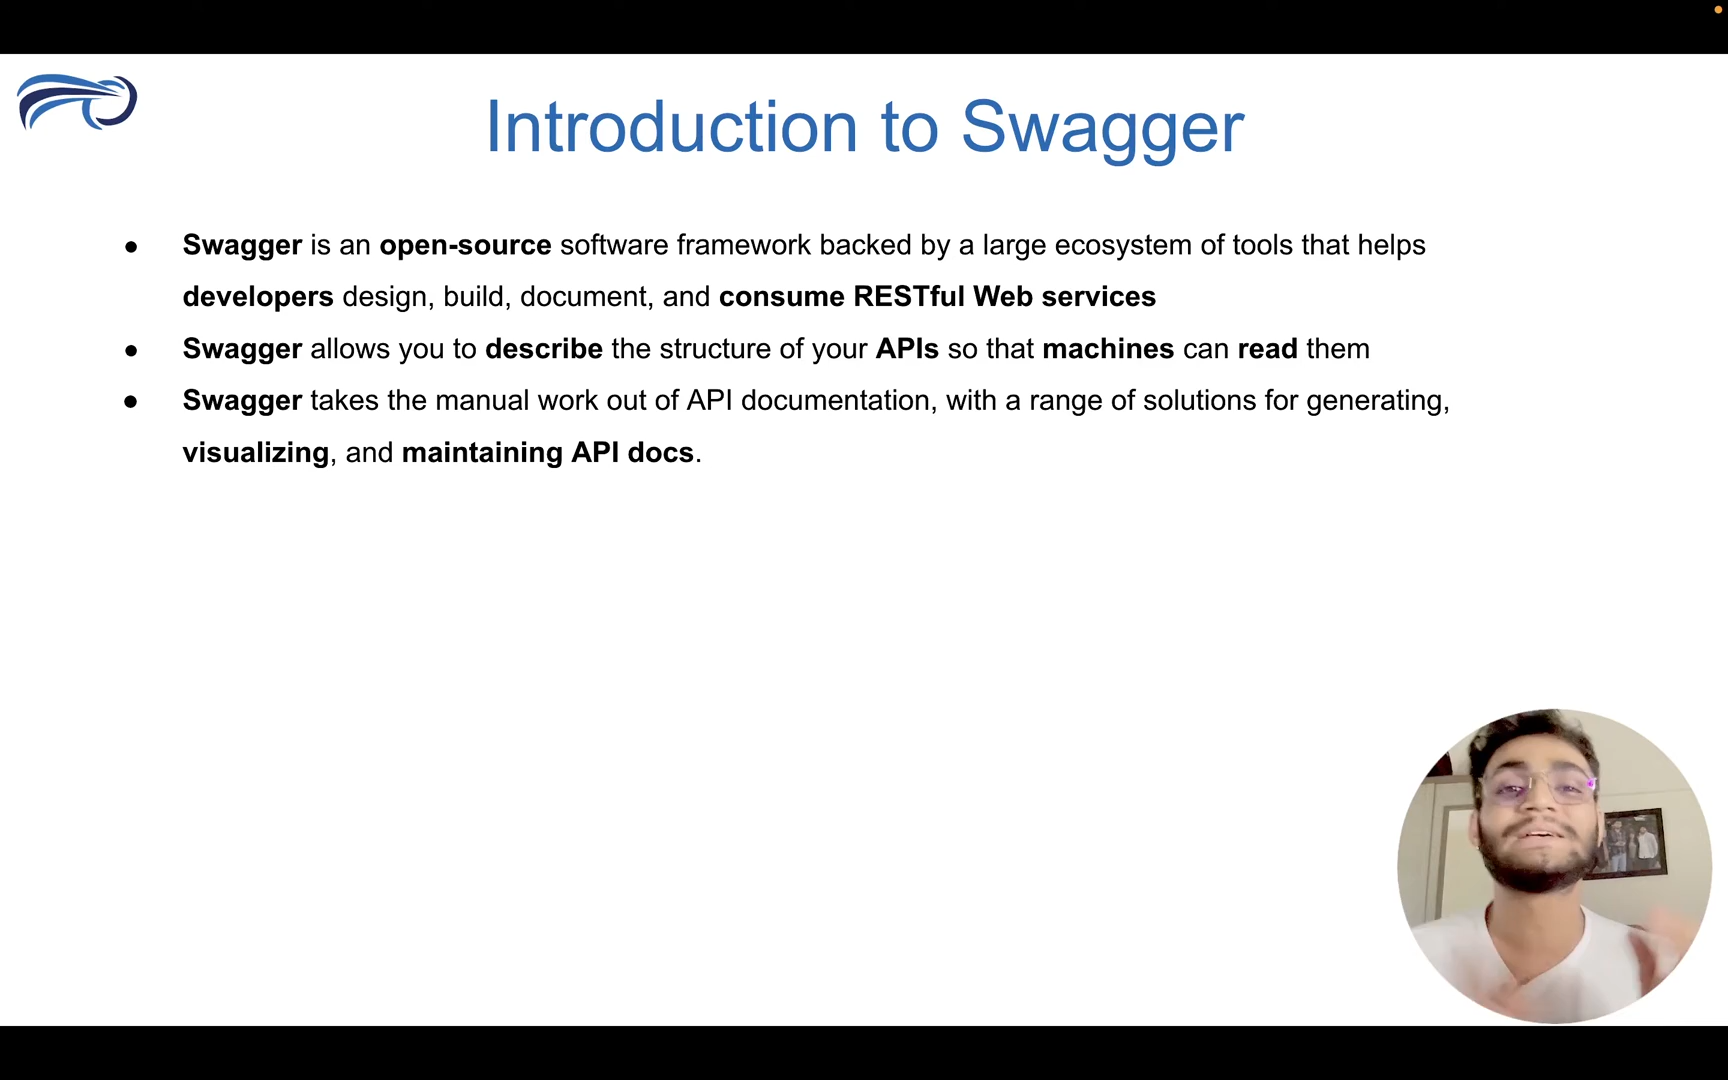 Introduction to Swagger
● Swagger is an open-source software framework backed by a large ecosystem of tools that helps
developers design, build, document, and consume RESTful Web services
● Swagger allows you to describe the structure of your APIs so that machines can read them
● Swagger takes the manual work out of API documentation, with a range of solutions for generating,
visualizing, and maintaining API docs.